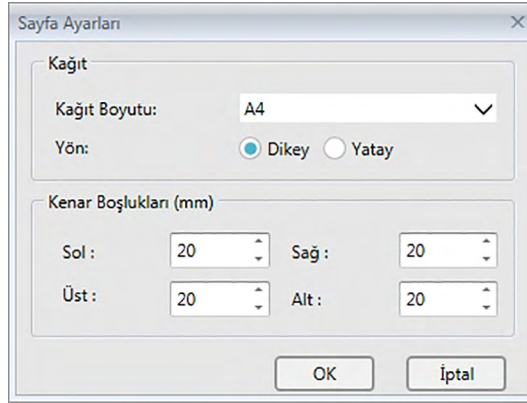 Sayfa Ayarları
Kağıt
Kağıt Boyutu: A4
Yön: Dikey Yatay
Kenar Boşlukları (mm)
Sol : 20 Sağ : 20
Üst : 20 Alt : 20
OK İptal